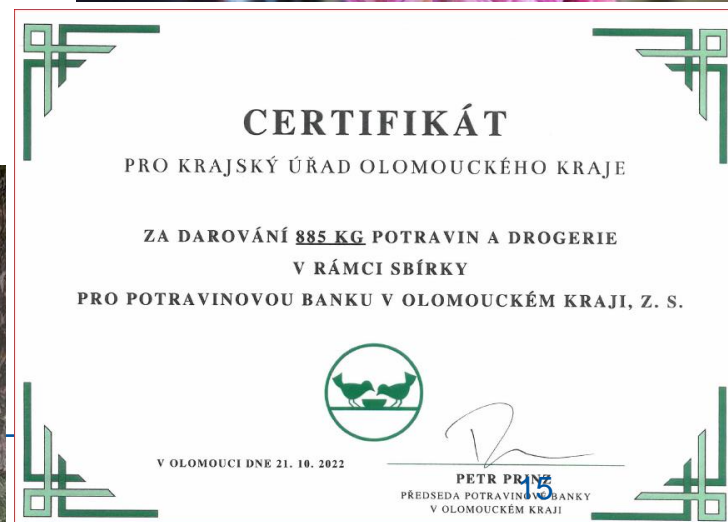 CERTIFIKÁT
PRO KRAJSKÝ ÚŘAD OLOMOUCKÉHO KRAJE
ZA DAROVÁNÍ 885 KG POTRAVIN A DROGERIE
V RÁMCI SBÍRKY
PRO POTRAVINOVOU BANKU V OLOMOUCKÉM KRAJI, Z. S.
V OLOMOUCI DNE 21. 10. 2022
PETR PRINZ
15
PŘEDSEDA POTRAVINOVÉ BANKY
V OLOMOUCKÉM KRAJI